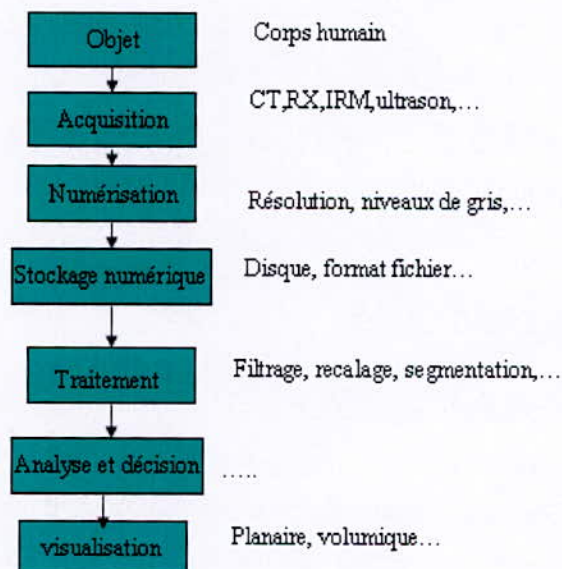 Objet
Corps humain
Acquisition
CT,RX,IRM,ultrason,…
Numérisation
Résolution, niveaux de gris,…
Stockage numérique
Disque, format fichier…
Traitement
Filtrage, recalage, segmentation,…
Analyse et décision
…..
visualisation
Planaire, volumique…